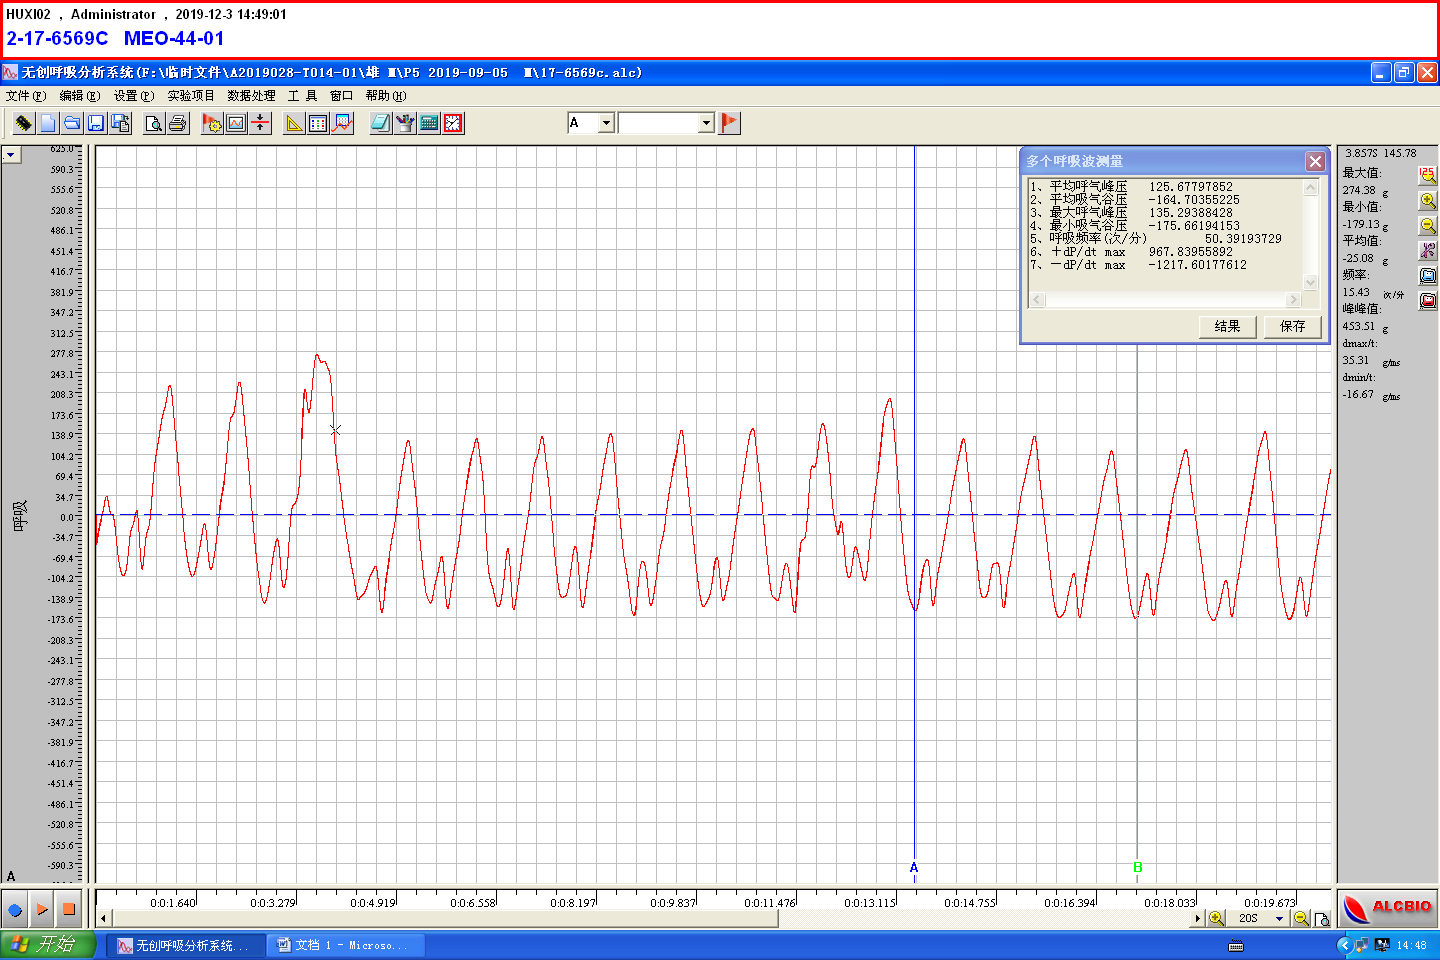 HUXI02 , Administrator , 2019-12-3 14:49:01
2-17-6569C MEO-44-01
无创呼吸分析系统(F:\临时文件\A2019028-T014-01\雄 M\P5 2019-09-05 M\17-6569c.alc)
文件(F) 编辑(E) 设置(P) 实验项目 数据处理 工 具 窗口 帮助(H)
A
625.0
590.3
555.6
520.8
486.1
451.4
416.7
381.9
347.2
312.5
277.8
243.1
208.3
173.6
138.9
104.2
69.4
34.7
0.0
-34.7
-69.4
-104.2
-138.9
-173.6
-208.3
-243.1
-277.8
-312.5
-347.2
-381.9
-416.7
-451.4
-486.1
-520.8
-555.6
-590.3
呼吸
A
多个呼吸波测量
1、平均呼气峰压 125.67797852
2、平均吸气谷压 -164.70355225
3、最大呼气峰压 135.29388428
4、最小吸气谷压 -175.66194153
5、呼吸频率(次/分) 50.39193729
6、＋dP/dt max 967.83955892
7、－dP/dt max -1217.60177612
结果 保存
A
B
3.857S 145.78
最大值:
274.38 g
最小值:
-179.13 g
平均值:
-25.08 g
频率:
15.43 次/分
峰峰值:
453.51 g
dmax/t:
35.31 g/ms
dmin/t:
-16.67 g/ms
125
0:0:1.640 0:0:3.279 0:0:4.919 0:0:6.558 0:0:8.197 0:0:9.837 0:0:11.476 0:0:13.115 0:0:14.755 0:0:16.394 0:0:18.033 0:0:19.673
20S
ALCBIO
开始
无创呼吸分析系统...
文档 1 - Microso...
14:48